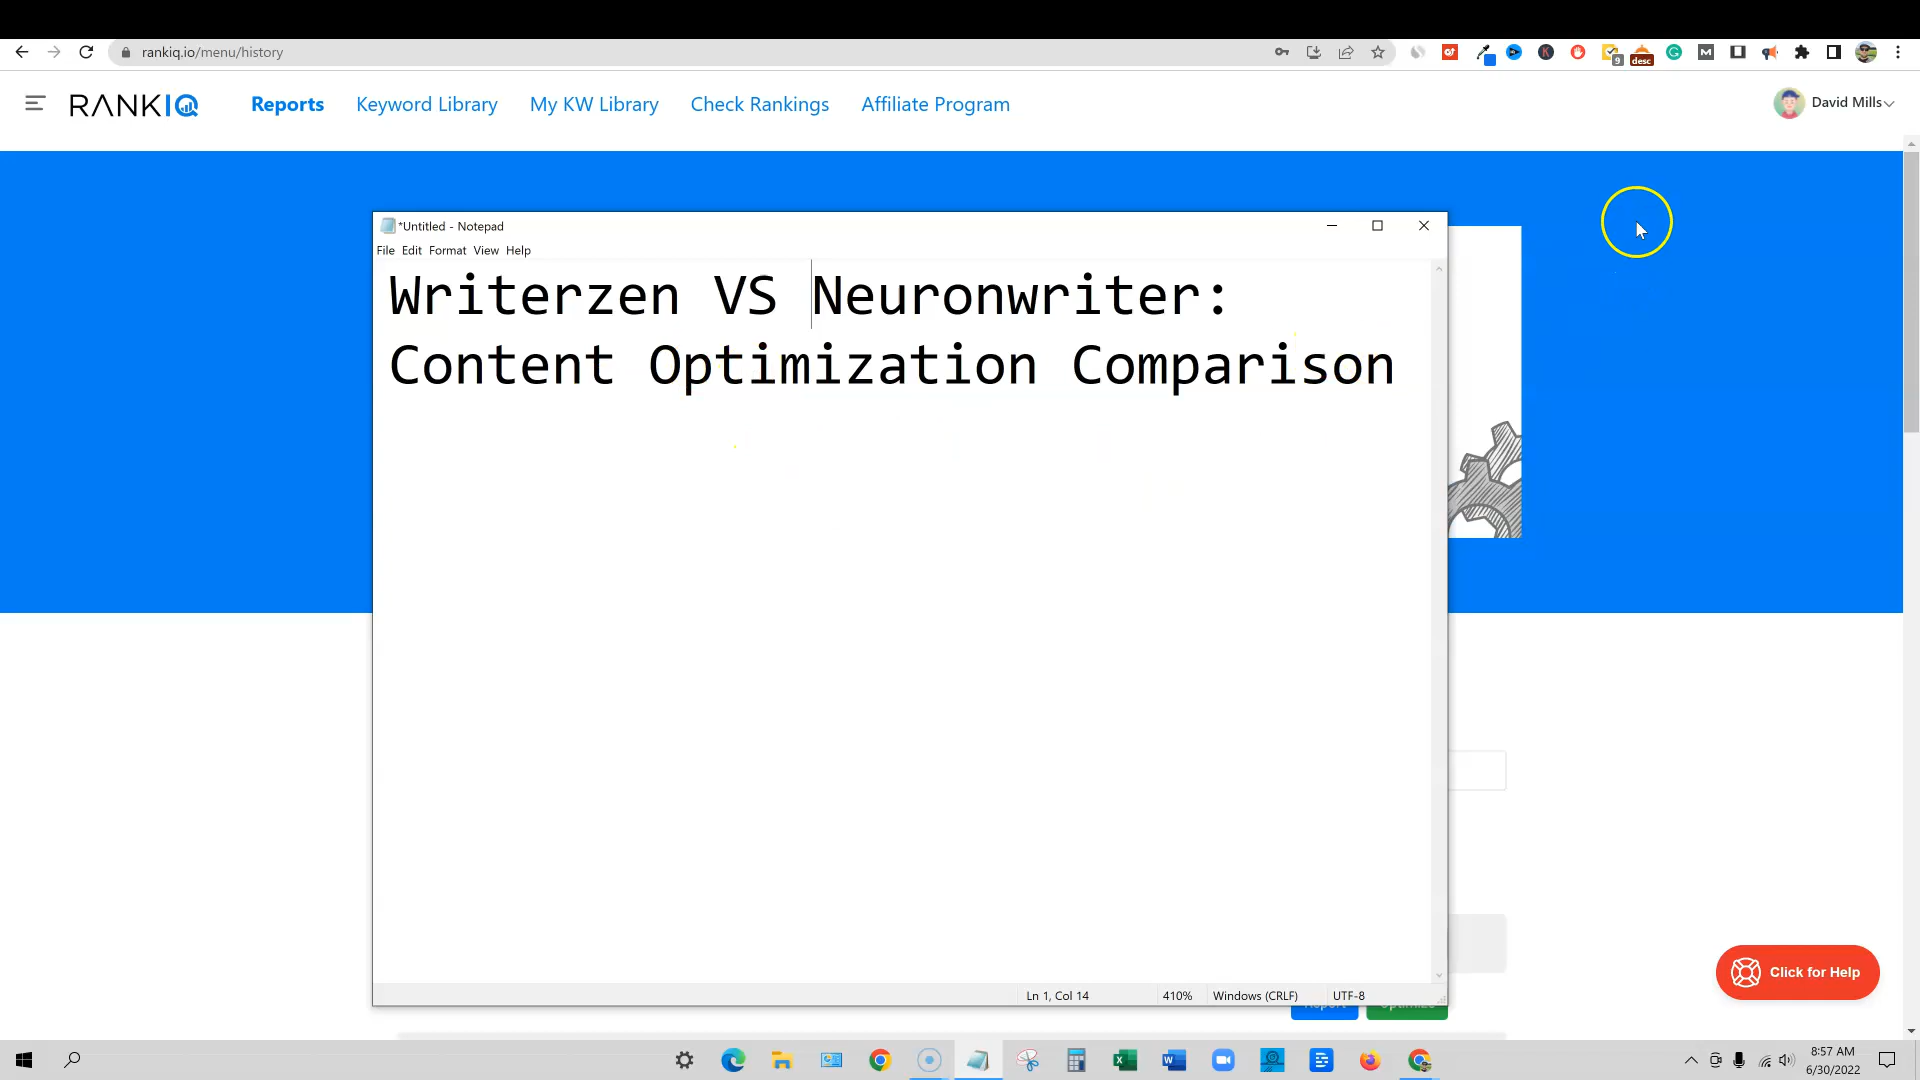 rankiq.io/menu/history
9
desc
RANKIQ
Reports Keyword Library My KW Library Check Rankings Affiliate Program
David Mills
*Untitled - Notepad
File Edit Format View Help
Writerzen VS Neuronwriter:
Content Optimization Comparison
Ln 1, Col 14 410% Windows (CRLF) UTF-8
Click for Help
8:57 AM
6/30/2022